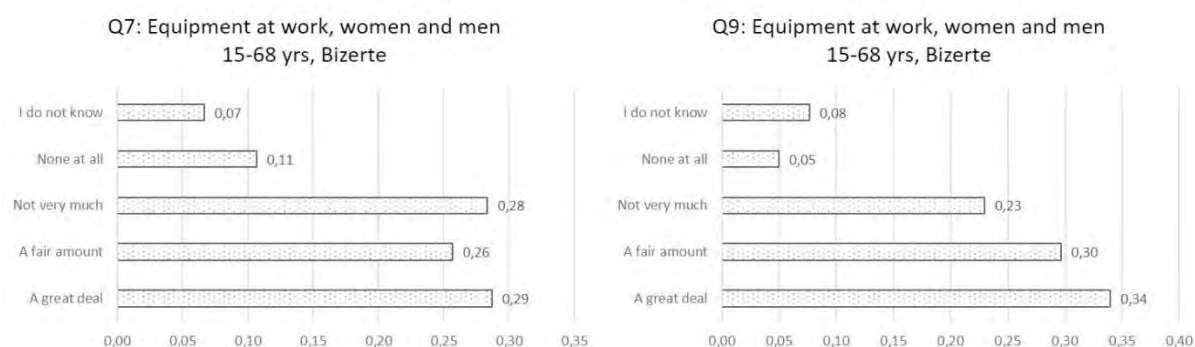 Q7: Equipment at work, women and men
15-68 yrs, Bizerte
I do not know 0,07
None at all 0,11
Not very much 0,28
A fair amount 0,26
A great deal 0,29
0,00 0,05 0,10 0,15 0,20 0,25 0,30 0,35
Q9: Equipment at work, women and men
15-68 yrs, Bizerte
I do not know 0,08
None at all 0,05
Not very much 0,23
A fair amount 0,30
A great deal 0,34
0,00 0,05 0,10 0,15 0,20 0,25 0,30 0,35 0,40